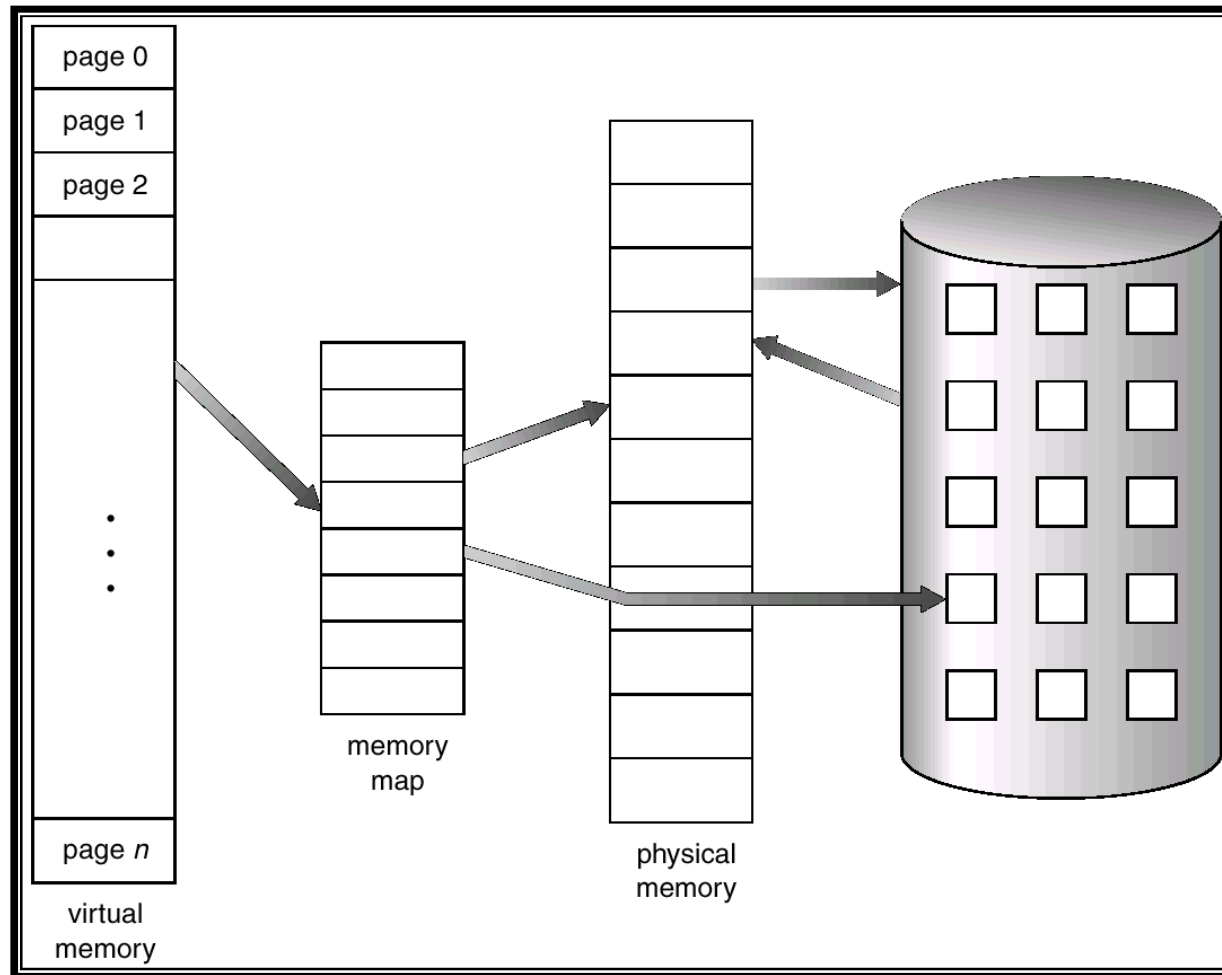 page 0
page 1
page 2
page n
virtual
memory
memory
map
physical
memory